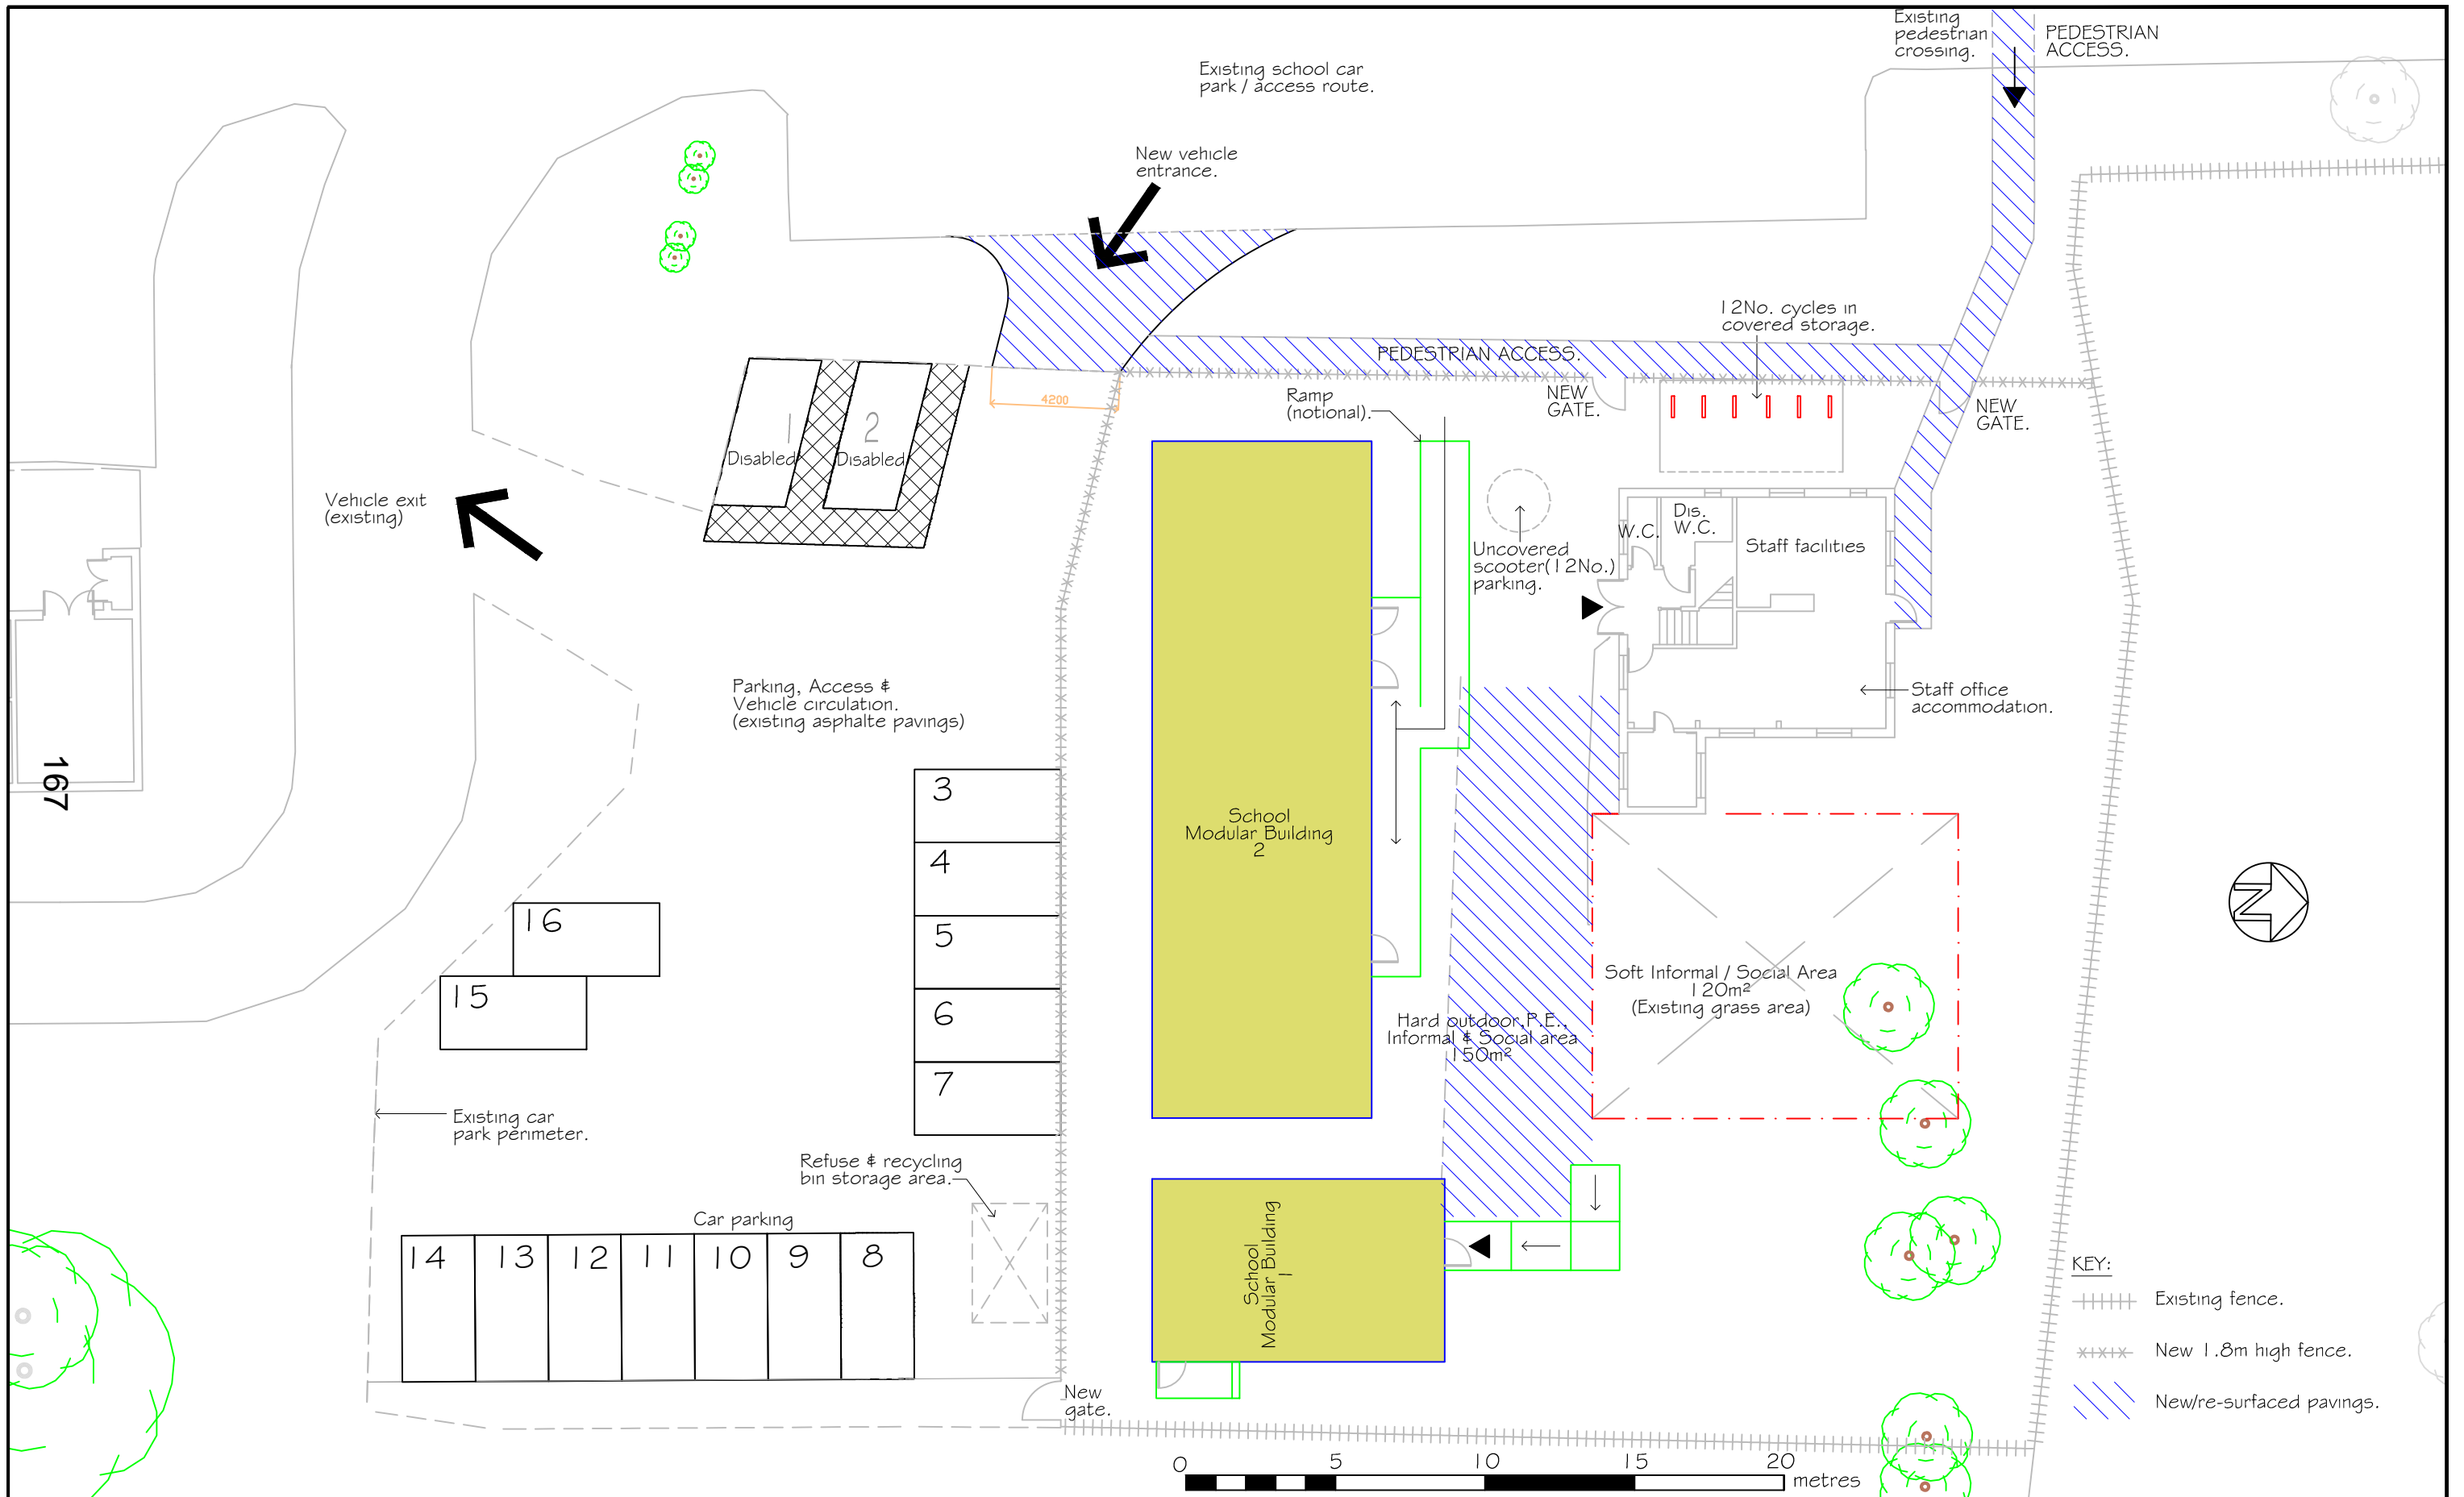 Existing
pedestrian
crossing.
PEDESTRIAN
ACCESS.
Existing school car
park / access route.
New vehicle
entrance.
12No. cycles in
covered storage.
PEDESTRIAN ACCESS.
4200
Ramp
(notional).
NEW
GATE.
NEW
GATE.
1
Disabled
2
Disabled
Vehicle exit
(existing)
W.C.
Dis.
W.C.
Staff facilities
Uncovered
scooter(12No.)
parking.
Parking, Access &
Vehicle circulation.
(existing asphalte pavings)
Staff office
accommodation.
167
3
4
5
6
7
School
Modular Building
2
16
15
Soft Informal / Social Area
120m²
(Existing grass area)
N
Hard outdoor,P.E.,
Informal & Social area
150m²
Existing car
park perimeter.
Refuse & recycling
bin storage area.
Car parking
14
13
12
11
10
9
8
School
Modular Building
1
New
gate.
KEY:
Existing fence.
New 1.8m high fence.
New/re-surfaced pavings.
0
5
10
15
20
metres